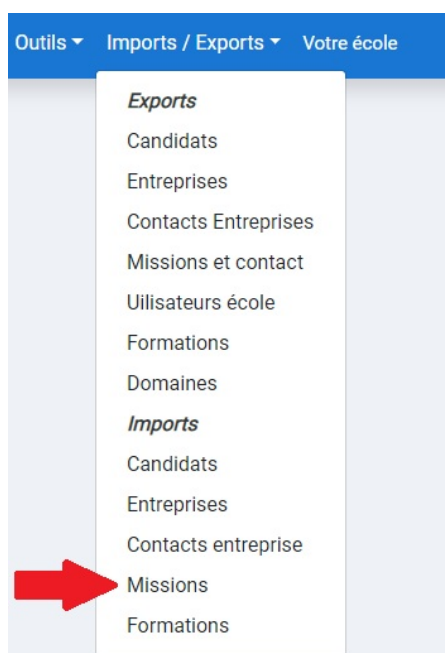 Outils Imports / Exports Votre école
Exports
Candidats
Entreprises
Contacts Entreprises
Missions et contact
Uilisateurs école
Formations
Domaines
Imports
Candidats
Entreprises
Contacts entreprise
Missions
Formations